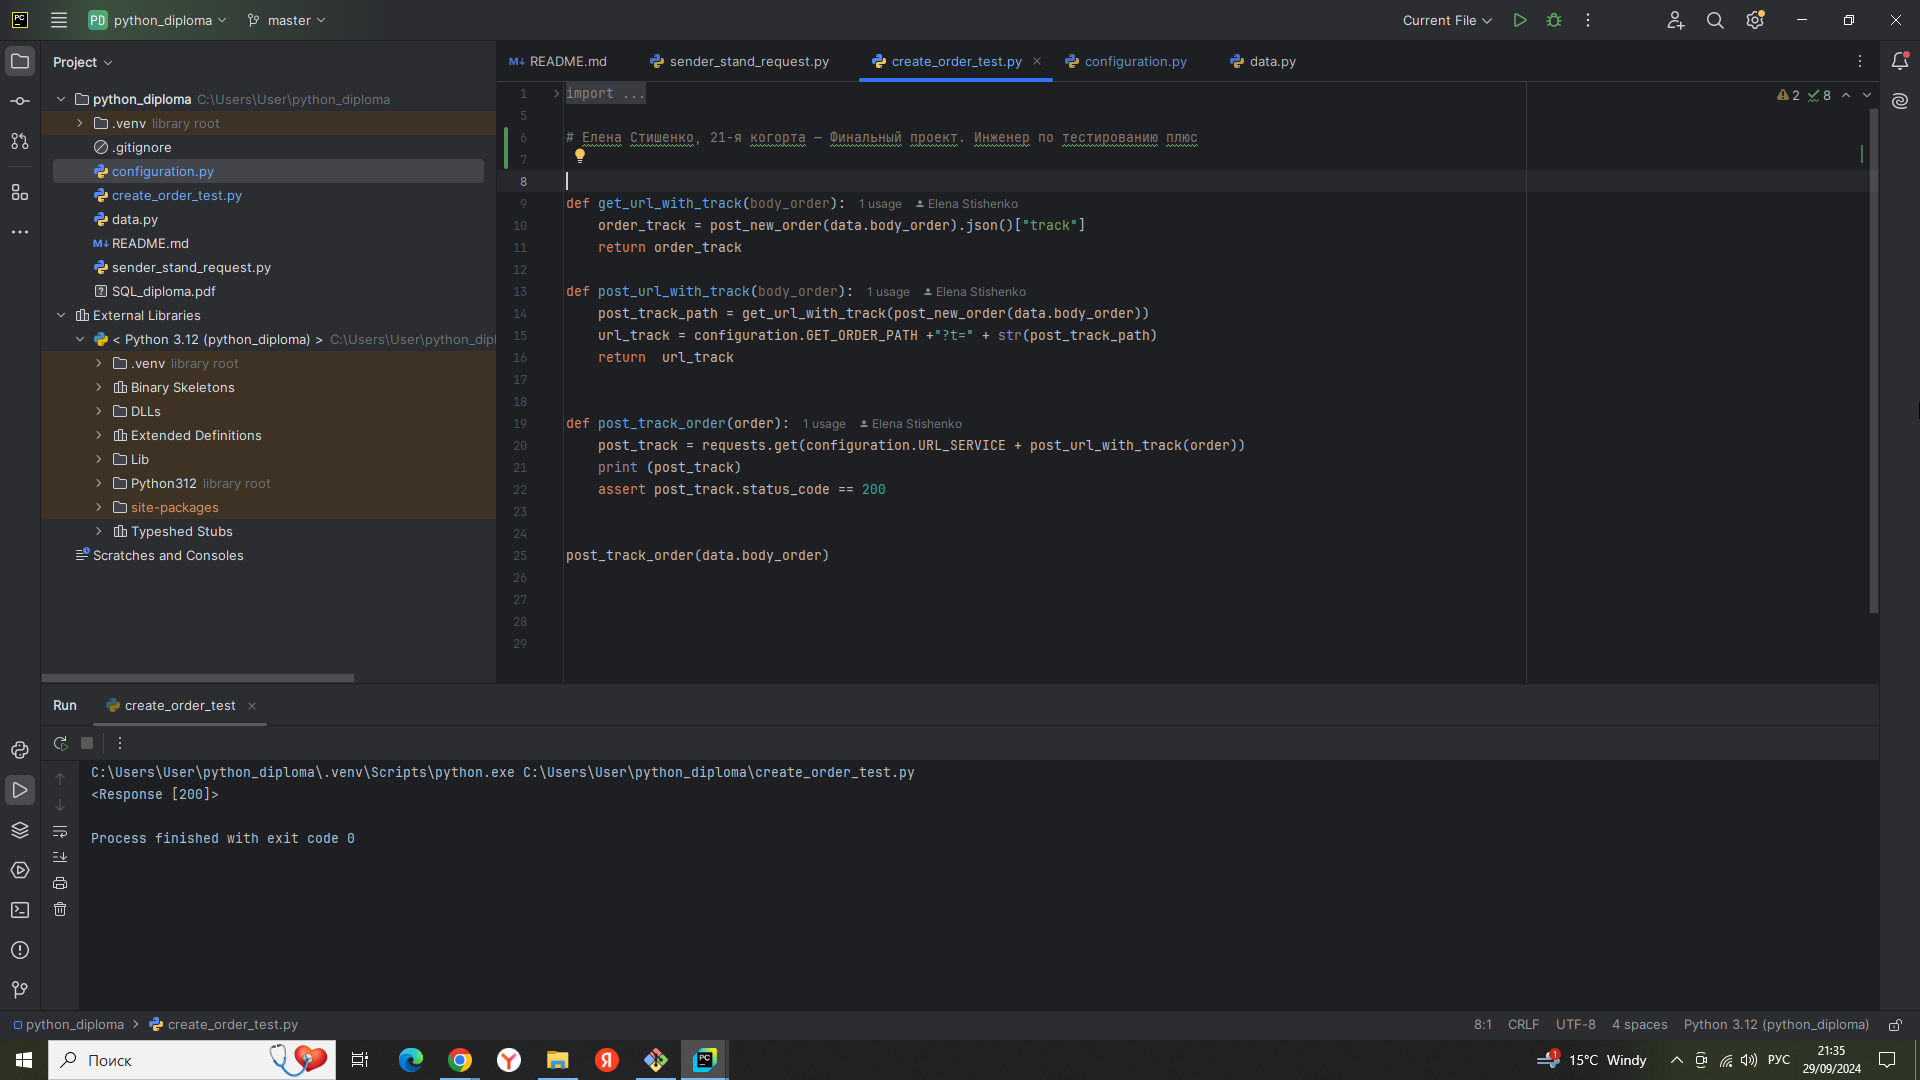 PC
PD python_diploma
master
Current File
Project
python_diploma C:\Users\User\python_diploma
.venv library root
.gitignore
configuration.py
create_order_test.py
data.py
M↓ README.md
sender_stand_request.py
SQL_diploma.pdf
External Libraries
< Python 3.12 (python_diploma) > C:\Users\User\python_dipl
.venv library root
Binary Skeletons
DLLs
Extended Definitions
Lib
Python312 library root
site-packages
Typeshed Stubs
Scratches and Consoles
M↓ README.md
sender_stand_request.py
create_order_test.py
configuration.py
data.py
2 8
1 import ...
5
6 # Елена Стишенко, 21-я когорта — Финальный проект. Инженер по тестированию плюс
7
8
9 def get_url_with_track(body_order): 1 usage Elena Stishenko
10 order_track = post_new_order(data.body_order).json()["track"]
11 return order_track
12
13 def post_url_with_track(body_order): 1 usage Elena Stishenko
14 post_track_path = get_url_with_track(post_new_order(data.body_order))
15 url_track = configuration.GET_ORDER_PATH +"?t=" + str(post_track_path)
16 return  url_track
17
18
19 def post_track_order(order): 1 usage Elena Stishenko
20 post_track = requests.get(configuration.URL_SERVICE + post_url_with_track(order))
21 print (post_track)
22 assert post_track.status_code == 200
23
24
25 post_track_order(data.body_order)
26
27
28
29
Run create_order_test
C:\Users\User\python_diploma\.venv\Scripts\python.exe C:\Users\User\python_diploma\create_order_test.py
<Response [200]>
Process finished with exit code 0
python_diploma > create_order_test.py
8:1 CRLF UTF-8 4 spaces Python 3.12 (python_diploma)
Поиск
Y
Я
PC
1
15°C Windy
РУС
21:35
29/09/2024